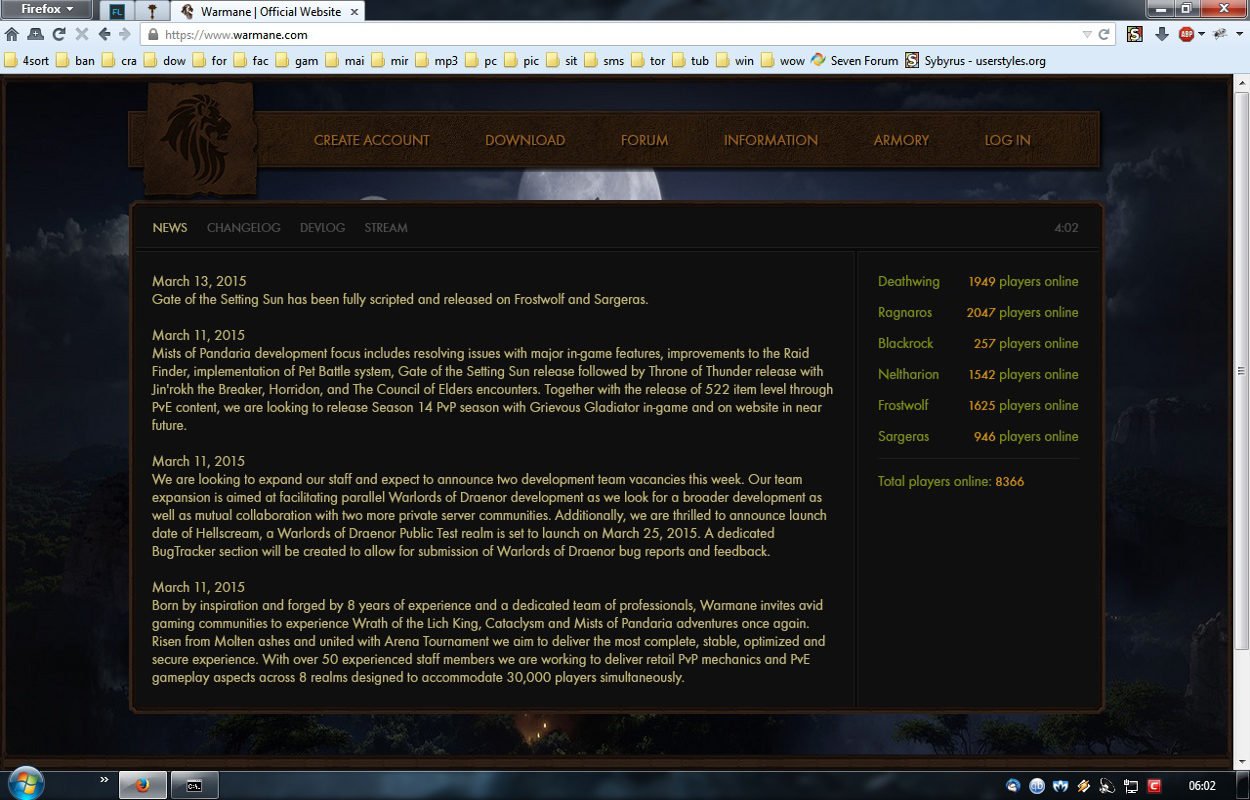 Firefox
FL
Warmane | Official Website
https://www.warmane.com
4sort ban cra dow for fac gam mai mir mp3 pc pic sit sms tor tub win wow Seven Forum Sybyrus - userstyles.org
ABP
CREATE ACCOUNT DOWNLOAD FORUM INFORMATION ARMORY LOG IN
NEWS CHANGELOG DEVLOG STREAM 4:02
March 13, 2015
Gate of the Setting Sun has been fully scripted and released on Frostwolf and Sargeras.
March 11, 2015
Mists of Pandaria development focus includes resolving issues with major in-game features, improvements to the Raid
Finder, implementation of Pet Battle system, Gate of the Setting Sun release followed by Throne of Thunder release with
Jin'rokh the Breaker, Horridon, and The Council of Elders encounters. Together with the release of 522 item level through
PvE content, we are looking to release Season 14 PvP season with Grievous Gladiator in-game and on website in near
future.
March 11, 2015
We are looking to expand our staff and expect to announce two development team vacancies this week. Our team
expansion is aimed at facilitating parallel Warlords of Draenor development as we look for a broader development as
well as mutual collaboration with two more private server communities. Additionally, we are thrilled to announce launch
date of Hellscream, a Warlords of Draenor Public Test realm is set to launch on March 25, 2015. A dedicated
BugTracker section will be created to allow for submission of Warlords of Draenor bug reports and feedback.
March 11, 2015
Born by inspiration and forged by 8 years of experience and a dedicated team of professionals, Warmane invites avid
gaming communities to experience Wrath of the Lich King, Cataclysm and Mists of Pandaria adventures once again.
Risen from Molten ashes and united with Arena Tournament we aim to deliver the most complete, stable, optimized and
secure experience. With over 50 experienced staff members we are working to deliver retail PvP mechanics and PvE
gameplay aspects across 8 realms designed to accommodate 30,000 players simultaneously.
Deathwing 1949 players online
Ragnaros 2047 players online
Blackrock 257 players online
Neltharion 1542 players online
Frostwolf 1625 players online
Sargeras 946 players online
Total players online: 8366
06:02